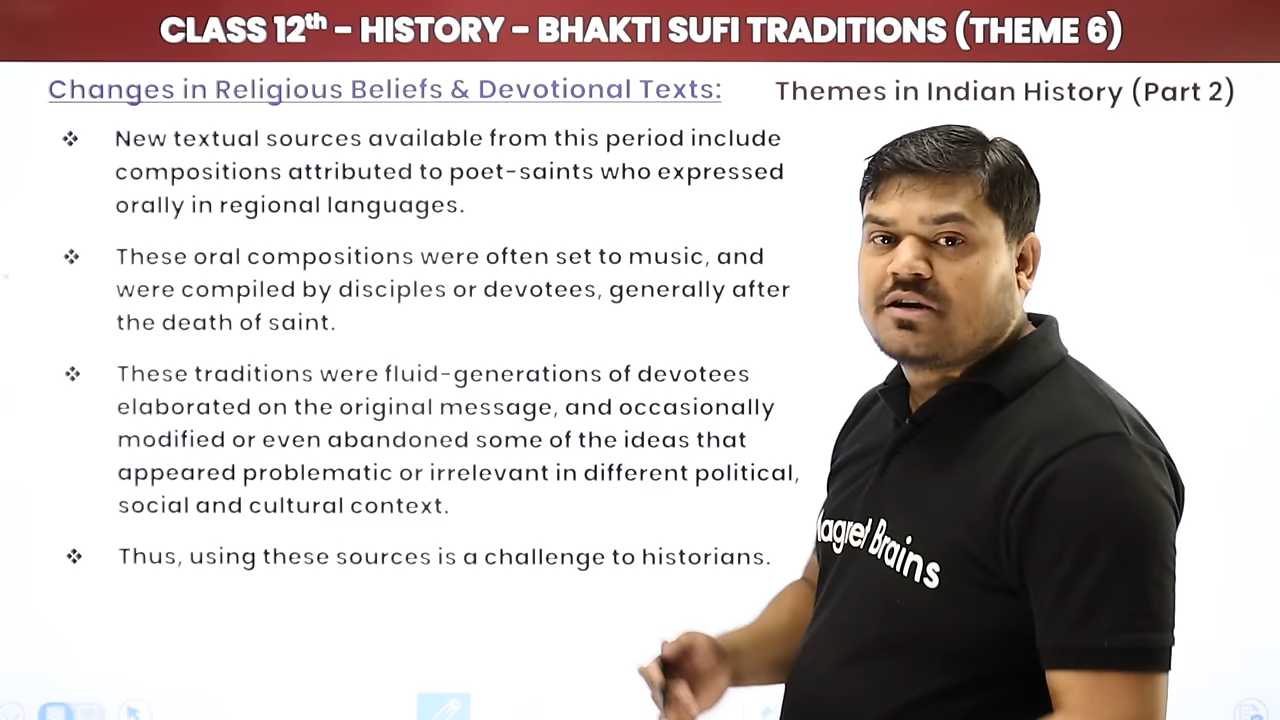 CLASS 12th - HISTORY - BHAKTI SUFI TRADITIONS (THEME 6)
Changes in Religious Beliefs & Devotional Texts:
Themes in Indian History (Part 2)
❖ New textual sources available from this period include
compositions attributed to poet-saints who expressed
orally in regional languages.
❖ These oral compositions were often set to music, and
were compiled by disciples or devotees, generally after
the death of saint.
❖ These traditions were fluid-generations of devotees
elaborated on the original message, and occasionally
modified or even abandoned some of the ideas that
appeared problematic or irrelevant in different political,
social and cultural context.
❖ Thus, using these sources is a challenge to historians.
Magnet Brains